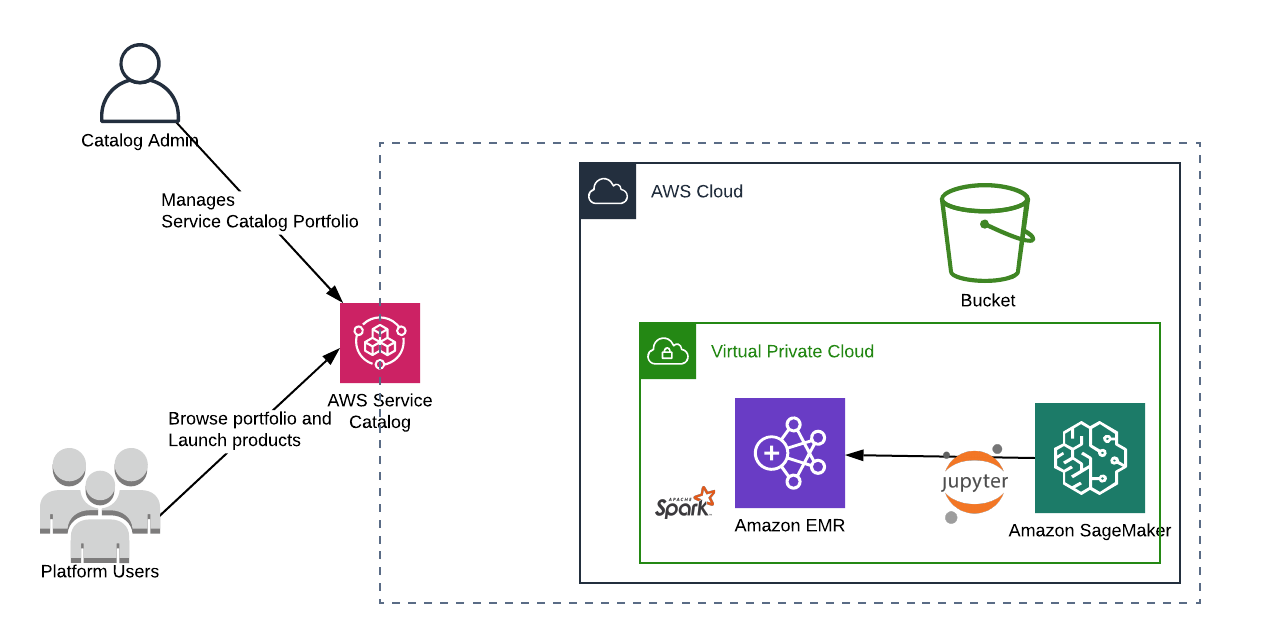 Catalog Admin
Manages
Service Catalog Portfolio
AWS Cloud
Bucket
AWS Service
Catalog
Virtual Private Cloud
Browse portfolio and
Launch products
APACHE
Spark
Amazon EMR
jupyter
Amazon SageMaker
Platform Users